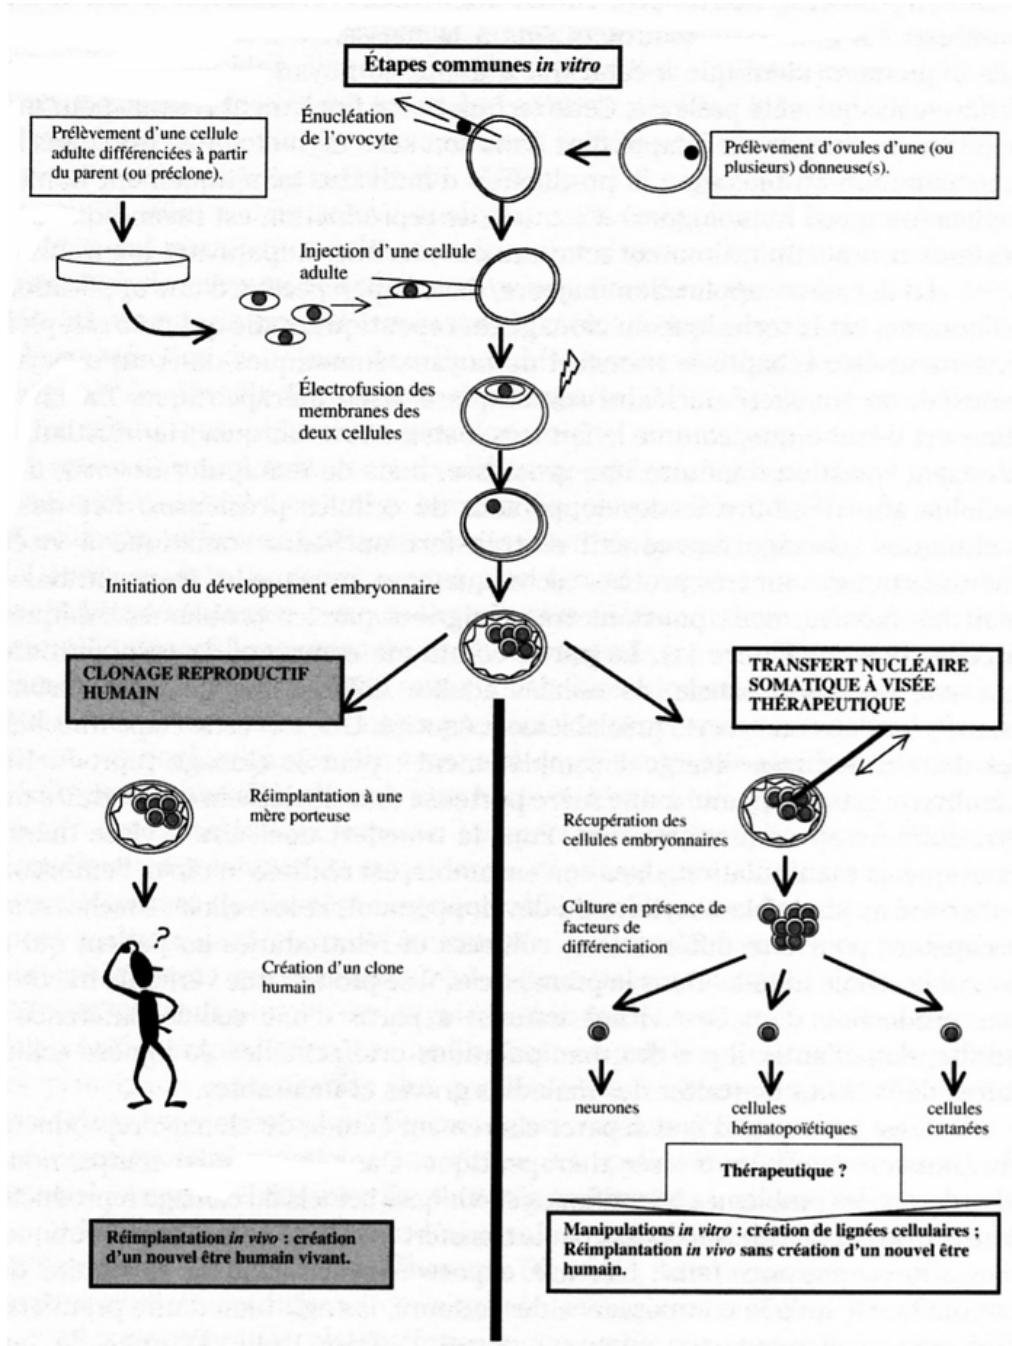 Étapes communes in vitro
Énucléation
de l'ovocyte
Prélèvement d'une cellule
adulte différenciées à partir
du parent (ou préclone).
Prélèvement d'ovules d'une (ou
plusieurs) donneuse(s).
Injection d'une cellule
adulte
Électrofusion des
membranes des
deux cellules
Initiation du développement embryonnaire
CLONAGE REPRODUCTIF
HUMAIN
TRANSFERT NUCLÉAIRE
SOMATIQUE À VISÉE
THÉRAPEUTIQUE
Réimplantation à une
mère porteuse
Récupération des
cellules embryonnaires
Culture en présence de
facteurs de
différenciation
?
Création d'un clone
humain
neurones
cellules
hématopoïétiques
cellules
cutanées
Thérapeutique ?
Réimplantation in vivo : création
d'un nouvel être humain vivant.
Manipulations in vitro : création de lignées cellulaires ;
Réimplantation in vivo sans création d'un nouvel être
humain.